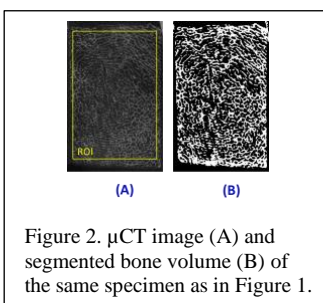 ROI
(A) (B)
Figure 2. µCT image (A) and
segmented bone volume (B) of
the same specimen as in Figure 1.